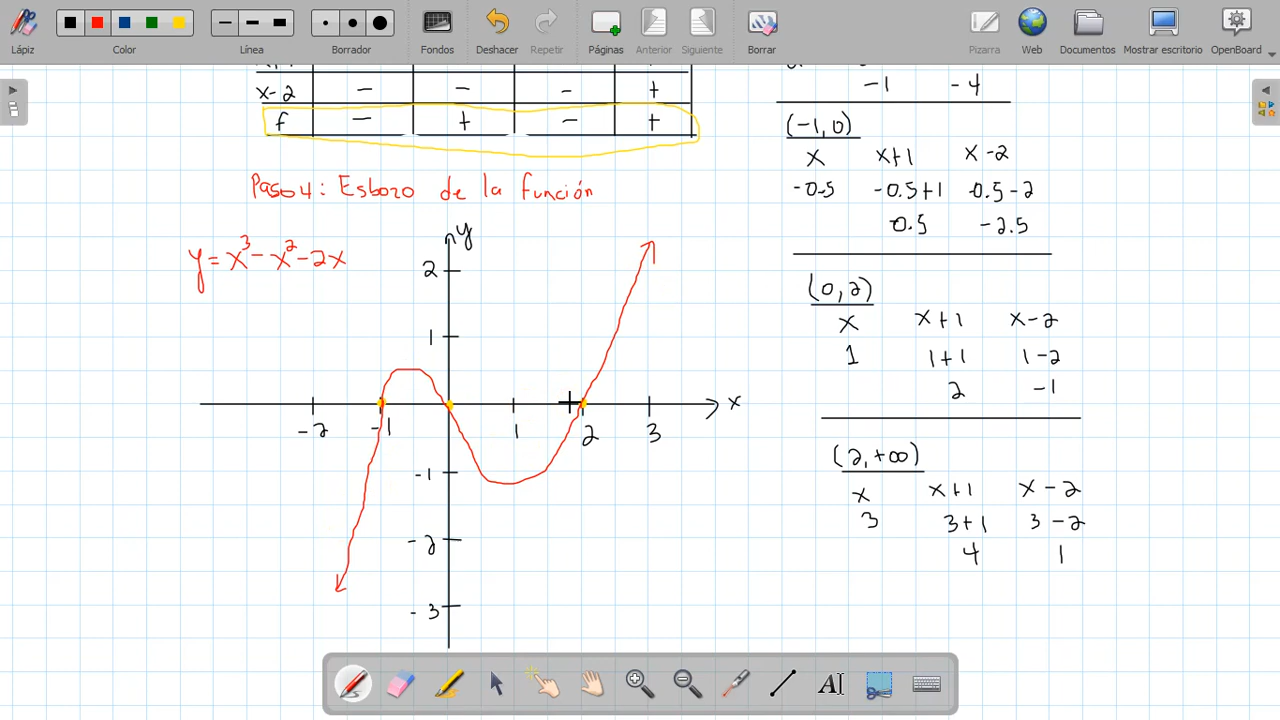 Lápiz Color Línea Borrador Fondos Deshacer Repetir Páginas Anterior Siguiente Borrar Pizarra Web Documentos Mostrar escritorio OpenBoard
x-2 - - - +
f - + - +
Paso 4: Esbozo de la función
y = x³ - x² - 2x
y
2
1
x
-2 -1 1 2 3
-1
-2
-3
-1 -4
(-1,0)
x x+1 x-2
-0.5 -0.5+1 -0.5-2
0.5 -2.5
(0,2)
x x+1 x-2
1 1+1 1-2
2 -1
(2,+∞)
x x+1 x-2
3 3+1 3-2
4 1
AI